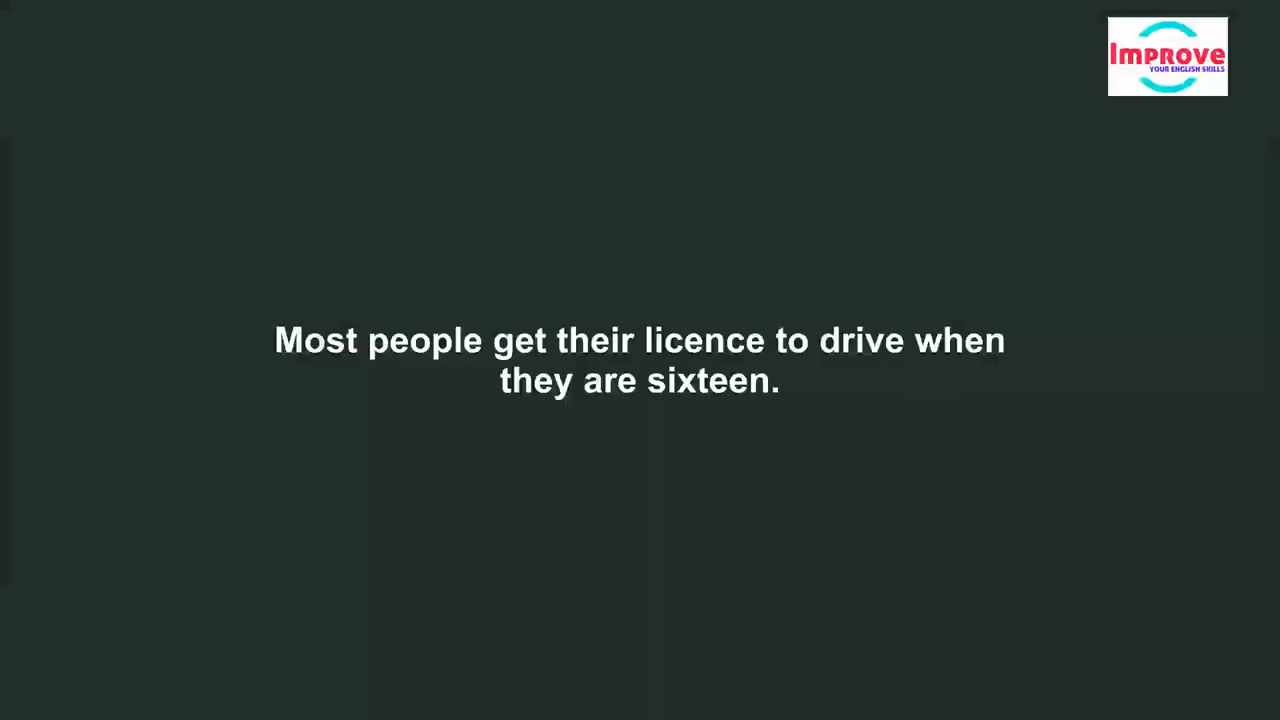 Improve
YOUR ENGLISH SKILLS
Most people get their licence to drive when
they are sixteen.